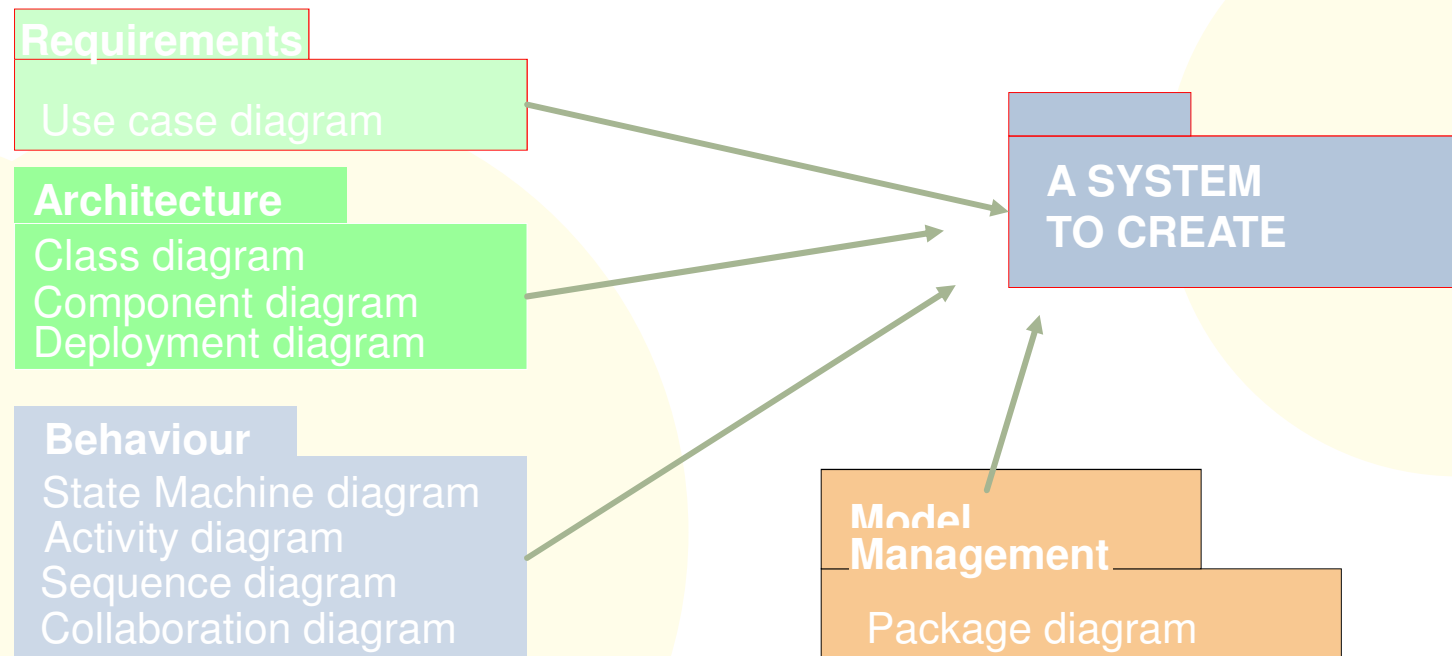 Requirements
Use case diagram
Architecture
Class diagram
Component diagram
Deployment diagram
Behaviour
State Machine diagram
Activity diagram
Sequence diagram
Collaboration diagram
A SYSTEM
TO CREATE
Model
Management
Package diagram